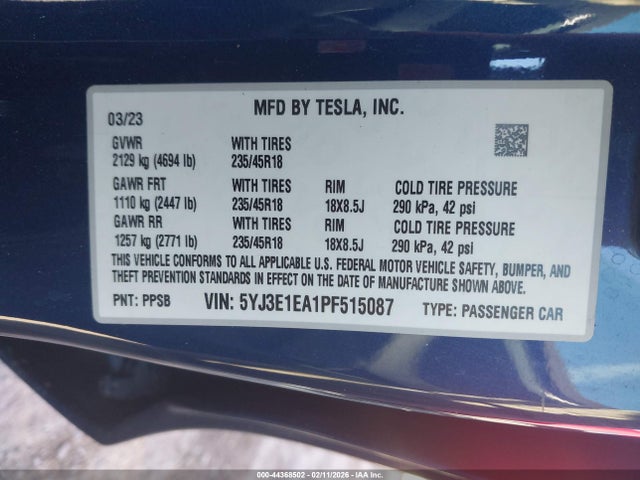 MFD BY TESLA, INC.
03/23
GVWR WITH TIRES
2129 kg (4694 lb) 235/45R18
GAWR FRT WITH TIRES RIM COLD TIRE PRESSURE
1110 kg (2447 lb) 235/45R18 18X8.5J 290 kPa, 42 psi
GAWR RR WITH TIRES RIM COLD TIRE PRESSURE
1257 kg (2771 lb) 235/45R18 18X8.5J 290 kPa, 42 psi
THIS VEHICLE CONFORMS TO ALL APPLICABLE U.S. FEDERAL MOTOR VEHICLE SAFETY, BUMPER, AND
THEFT PREVENTION STANDARDS IN EFFECT ON THE DATE OF MANUFACTURE SHOWN ABOVE.
PNT: PPSB VIN: 5YJ3E1EA1PF515087 TYPE: PASSENGER CAR
© IAA - 44368502 - 02/11/2026 - IAAI.COM